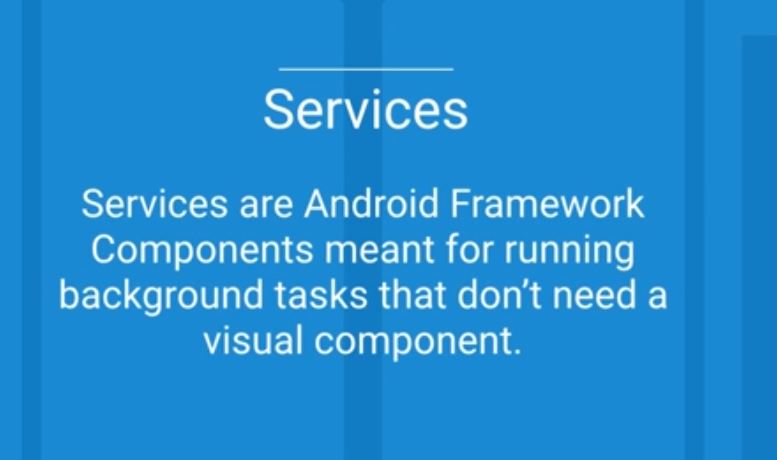 Services
Services are Android Framework
Components meant for running
background tasks that don’t need a
visual component.